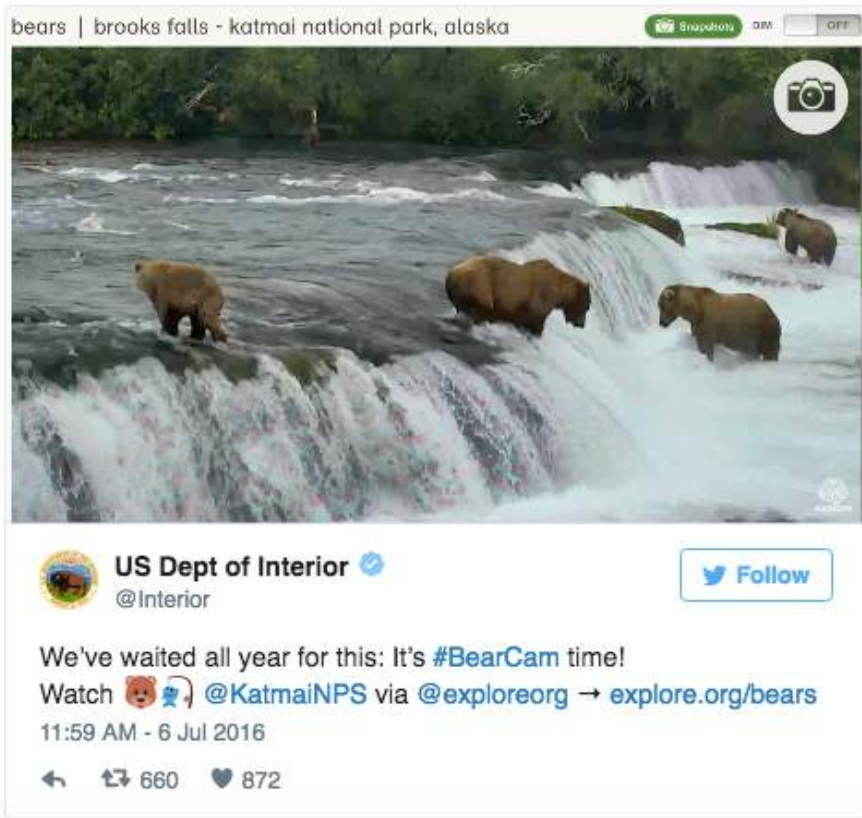 bears | brooks falls - katmai national park, alaska
Snapshots DIM OFF
US Dept of Interior
@Interior
Follow
We've waited all year for this: It's #BearCam time!
Watch 🐻🎣 @KatmaiNPS via @exploreorg → explore.org/bears
11:59 AM - 6 Jul 2016
660 872